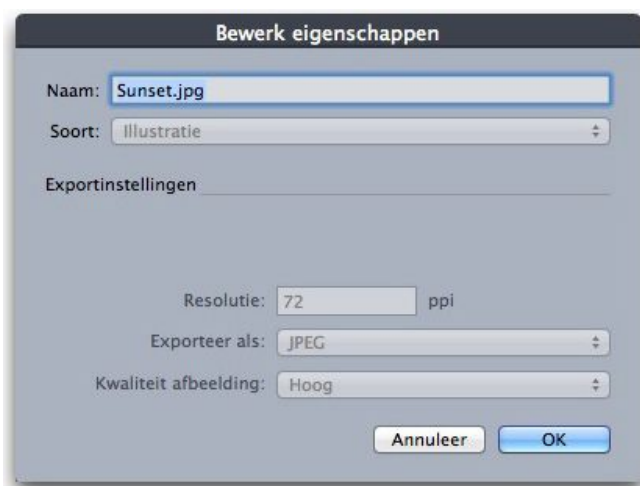 Bewerk eigenschappen
Naam: Sunset.jpg
Soort: Illustratie
Exportinstellingen
Resolutie: 72 ppi
Exporteer als: JPEG
Kwaliteit afbeelding: Hoog
Annuleer OK